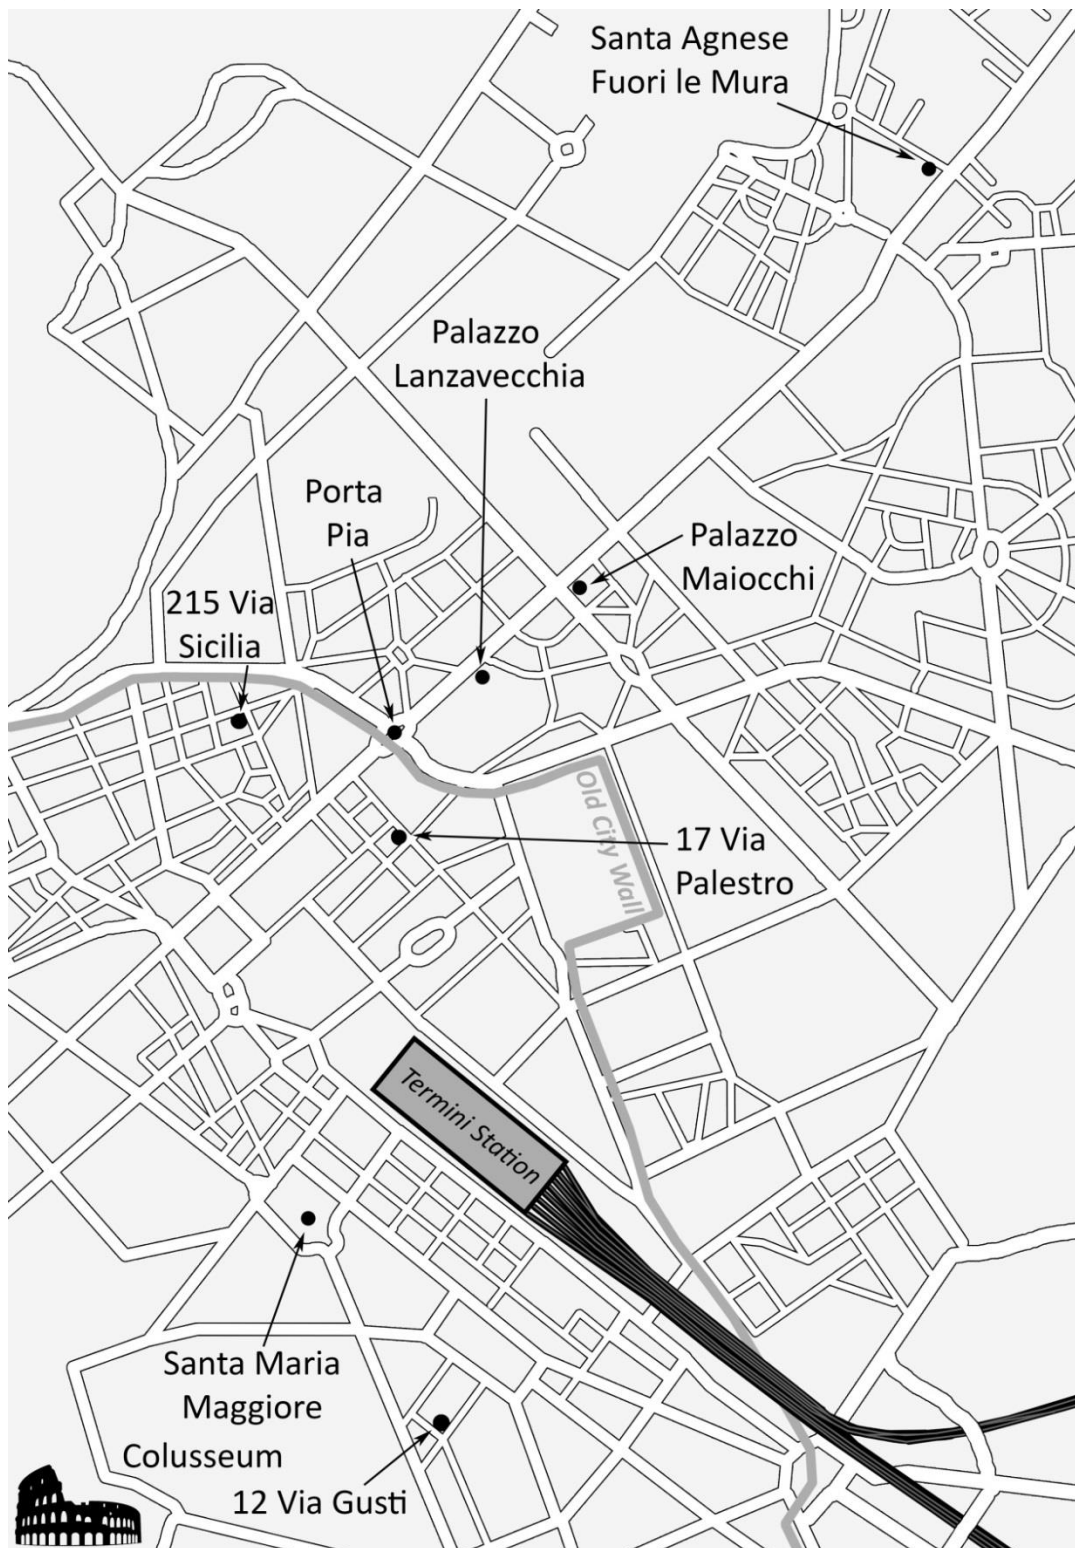 Santa Agnese
Fuori le Mura
Palazzo
Lanzavecchia
Porta
Pia
Palazzo
Maiocchi
215 Via
Sicilia
Old City Wall
17 Via
Palestro
Termini Station
Santa Maria
Maggiore
Colusseum
12 Via Gusti